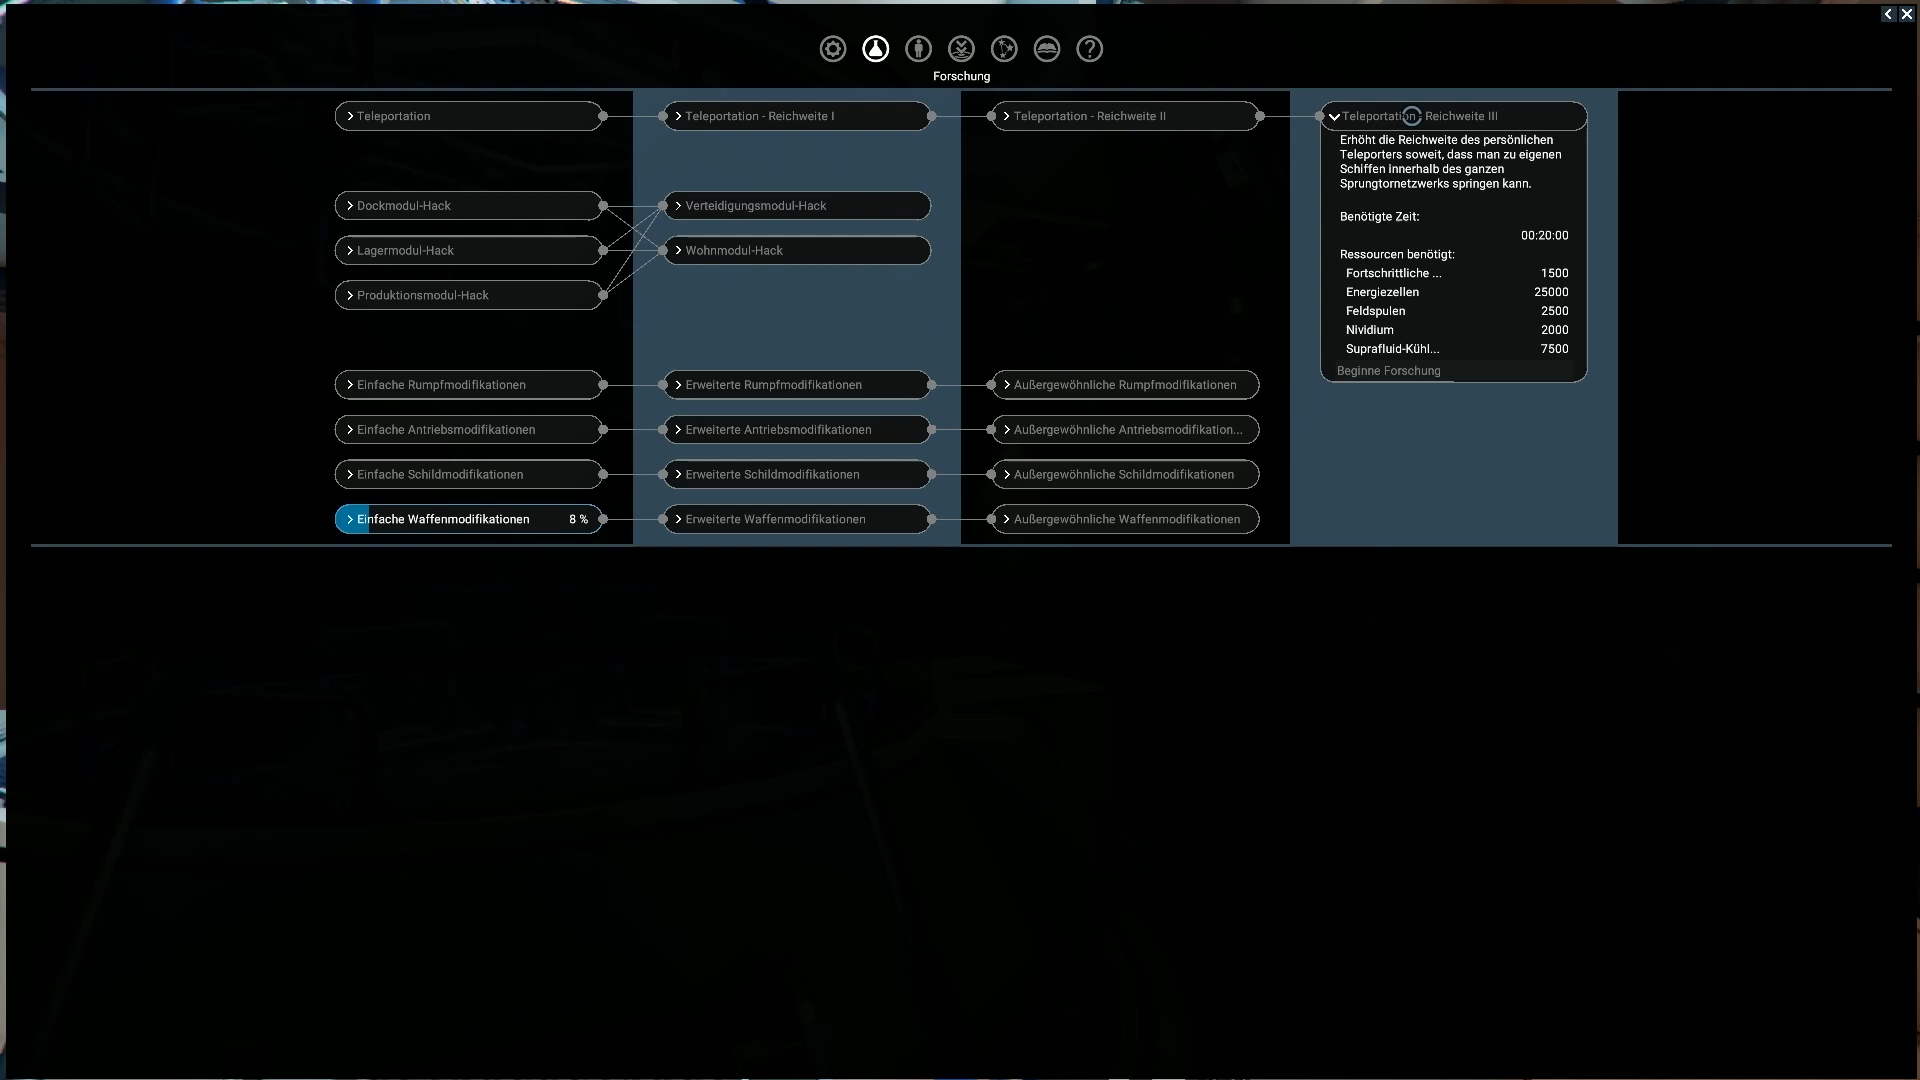 Forschung
Teleportation
Teleportation - Reichweite I
Teleportation - Reichweite II
Teleportation - Reichweite III
Erhöht die Reichweite des persönlichen
Teleporters soweit, dass man zu eigenen
Schiffen innerhalb des ganzen
Sprungtornetzwerks springen kann.
Benötigte Zeit:
00:20:00
Ressourcen benötigt:
Fortschrittliche ... 1500
Energiezellen 25000
Feldspulen 2500
Nividium 2000
Suprafluid-Kühl... 7500
Beginne Forschung
Dockmodul-Hack
Verteidigungsmodul-Hack
Lagermodul-Hack
Wohnmodul-Hack
Produktionsmodul-Hack
Einfache Rumpfmodifikationen
Erweiterte Rumpfmodifikationen
Außergewöhnliche Rumpfmodifikationen
Einfache Antriebsmodifikationen
Erweiterte Antriebsmodifikationen
Außergewöhnliche Antriebsmodifikation...
Einfache Schildmodifikationen
Erweiterte Schildmodifikationen
Außergewöhnliche Schildmodifikationen
Einfache Waffenmodifikationen 8 %
Erweiterte Waffenmodifikationen
Außergewöhnliche Waffenmodifikationen